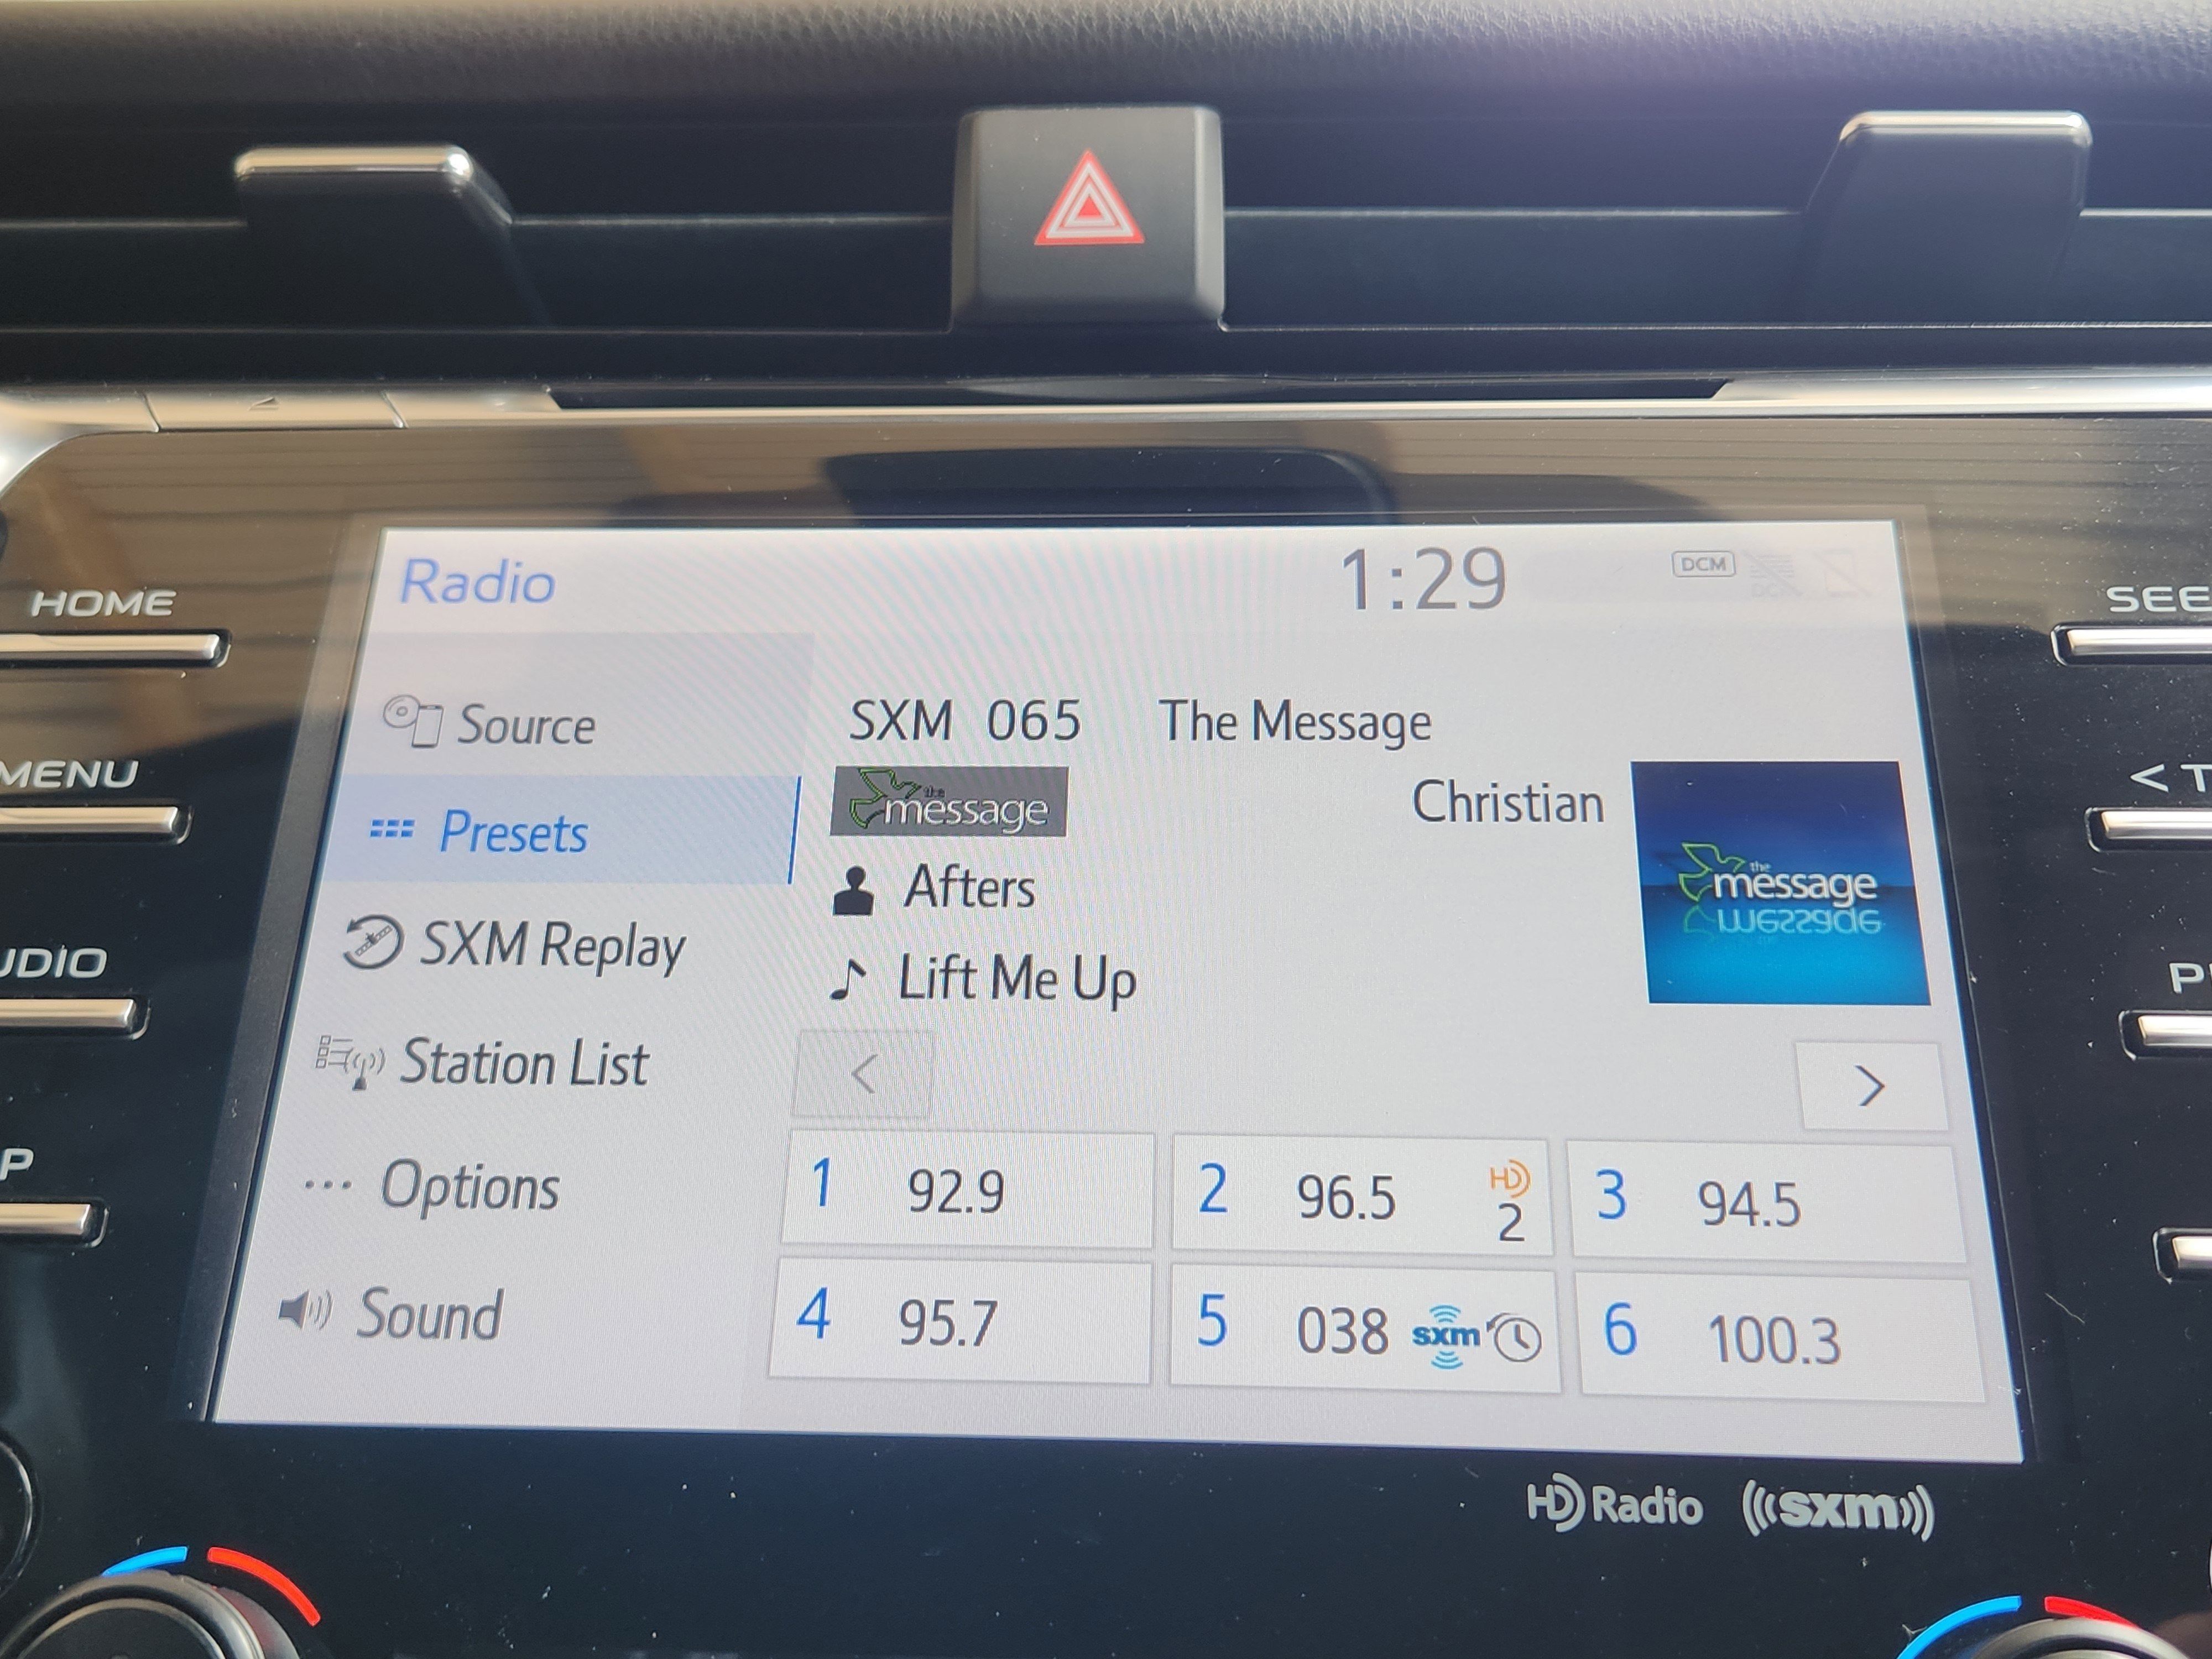 HOME
MENU
Radio
1:29
DCM
Source
Presets
SXM Replay
Station List
Options
Sound
SXM 065 The Message
the
message
Christian
the
message
Afters
Lift Me Up
<
>
1 92.9
2 96.5 HD 2
3 94.5
4 95.7
5 038 sxm
6 100.3
HD Radio
sxm